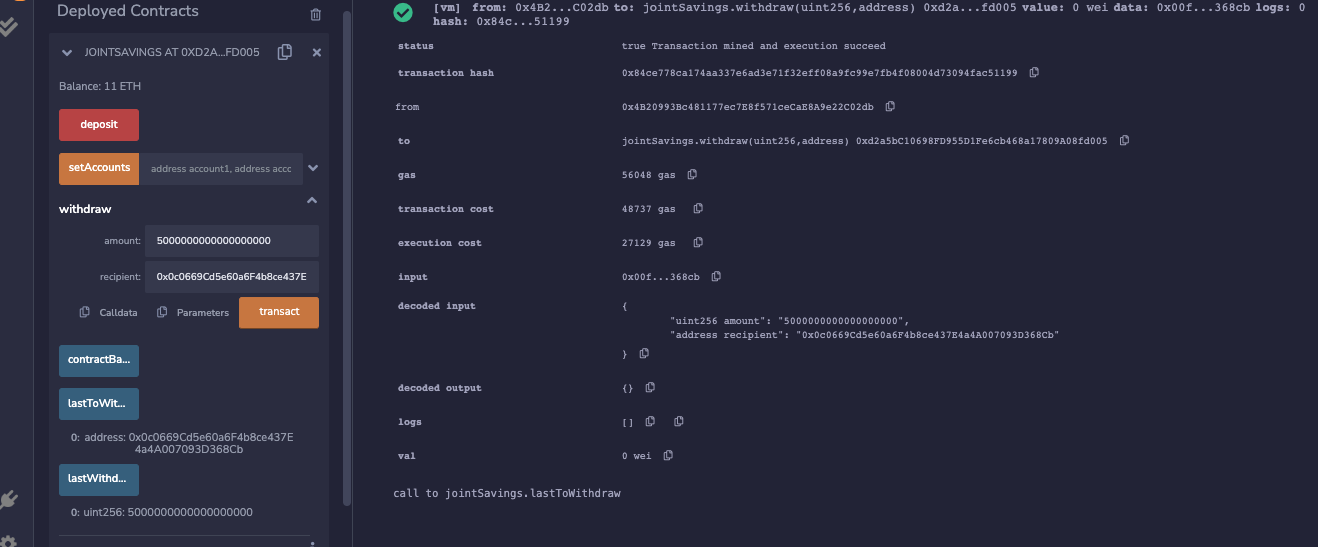 Deployed Contracts
JOINTSAVINGS AT 0XD2A...FD005
Balance: 11 ETH
deposit
setAccounts
address account1, address accc
withdraw
amount:
5000000000000000000
recipient:
0x0c0669Cd5e60a6F4b8ce437E
Calldata
Parameters
transact
contractBa...
lastToWit...
0: address: 0x0c0669Cd5e60a6F4b8ce437E
4a4A007093D368Cb
lastWithd...
0: uint256: 5000000000000000000
[vm] from: 0x4B2...C02db to: jointSavings.withdraw(uint256,address) 0xd2a...fd005 value: 0 wei data: 0x00f...368cb logs: 0
hash: 0x84c...51199
status true Transaction mined and execution succeed
transaction hash 0x84ce778ca174aa337e6ad3e71f32eff08a9fc99e7fb4f08004d73094fac51199
from 0x4B20993Bc481177ec7E8f571ceCaE8A9e22C02db
to jointSavings.withdraw(uint256,address) 0xd2a5bC10698FD955D1Fe6cb468a17809A08fd005
gas 56048 gas
transaction cost 48737 gas
execution cost 27129 gas
input 0x00f...368cb
decoded input {
"uint256 amount": "5000000000000000000",
"address recipient": "0x0c0669Cd5e60a6F4b8ce437E4a4A007093D368Cb"
}
decoded output {}
logs []
val 0 wei
call to jointSavings.lastToWithdraw